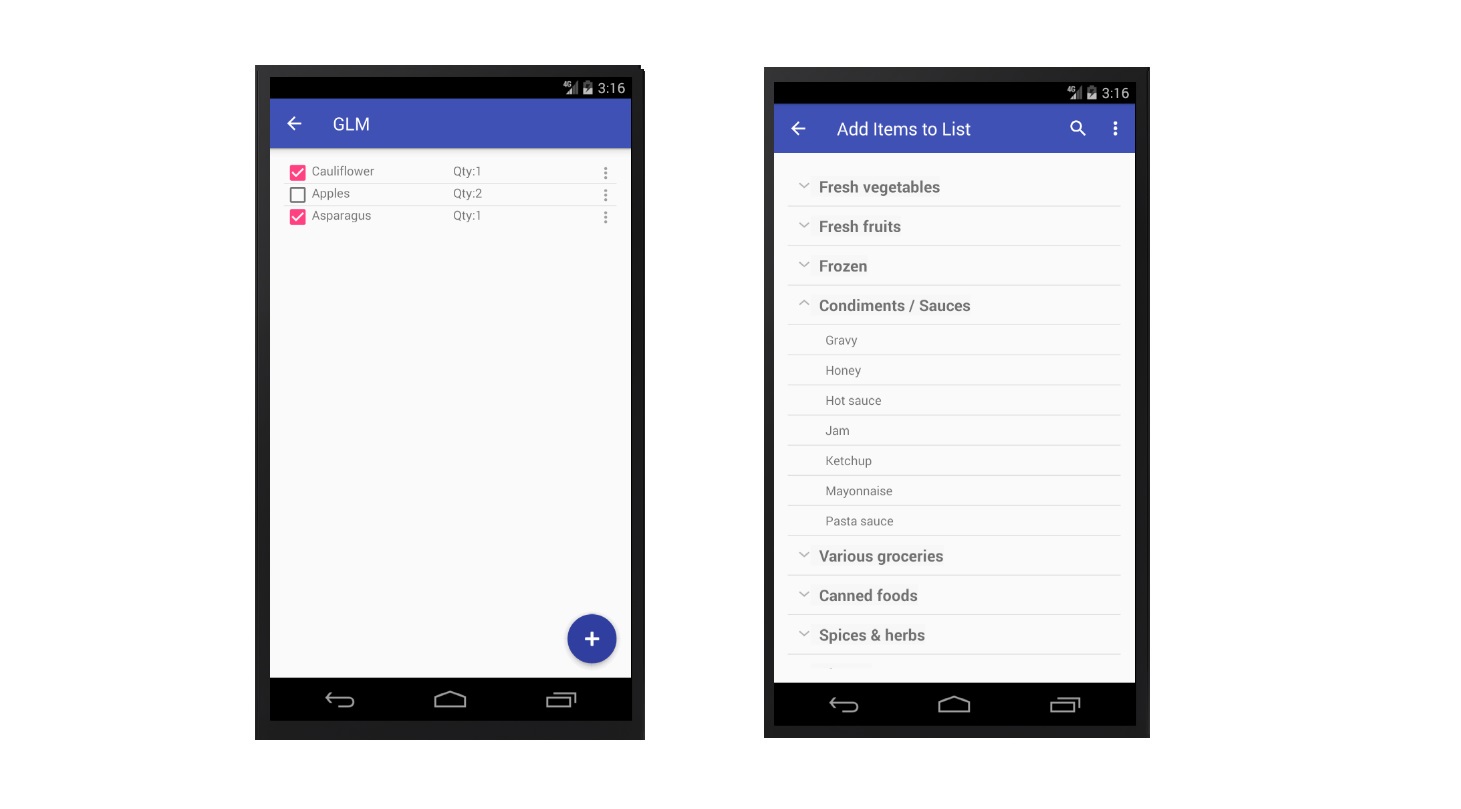 4G 3:16
GLM
Cauliflower Qty:1
Apples Qty:2
Asparagus Qty:1
4G 3:16
Add Items to List
Fresh vegetables
Fresh fruits
Frozen
Condiments / Sauces
Gravy
Honey
Hot sauce
Jam
Ketchup
Mayonnaise
Pasta sauce
Various groceries
Canned foods
Spices & herbs